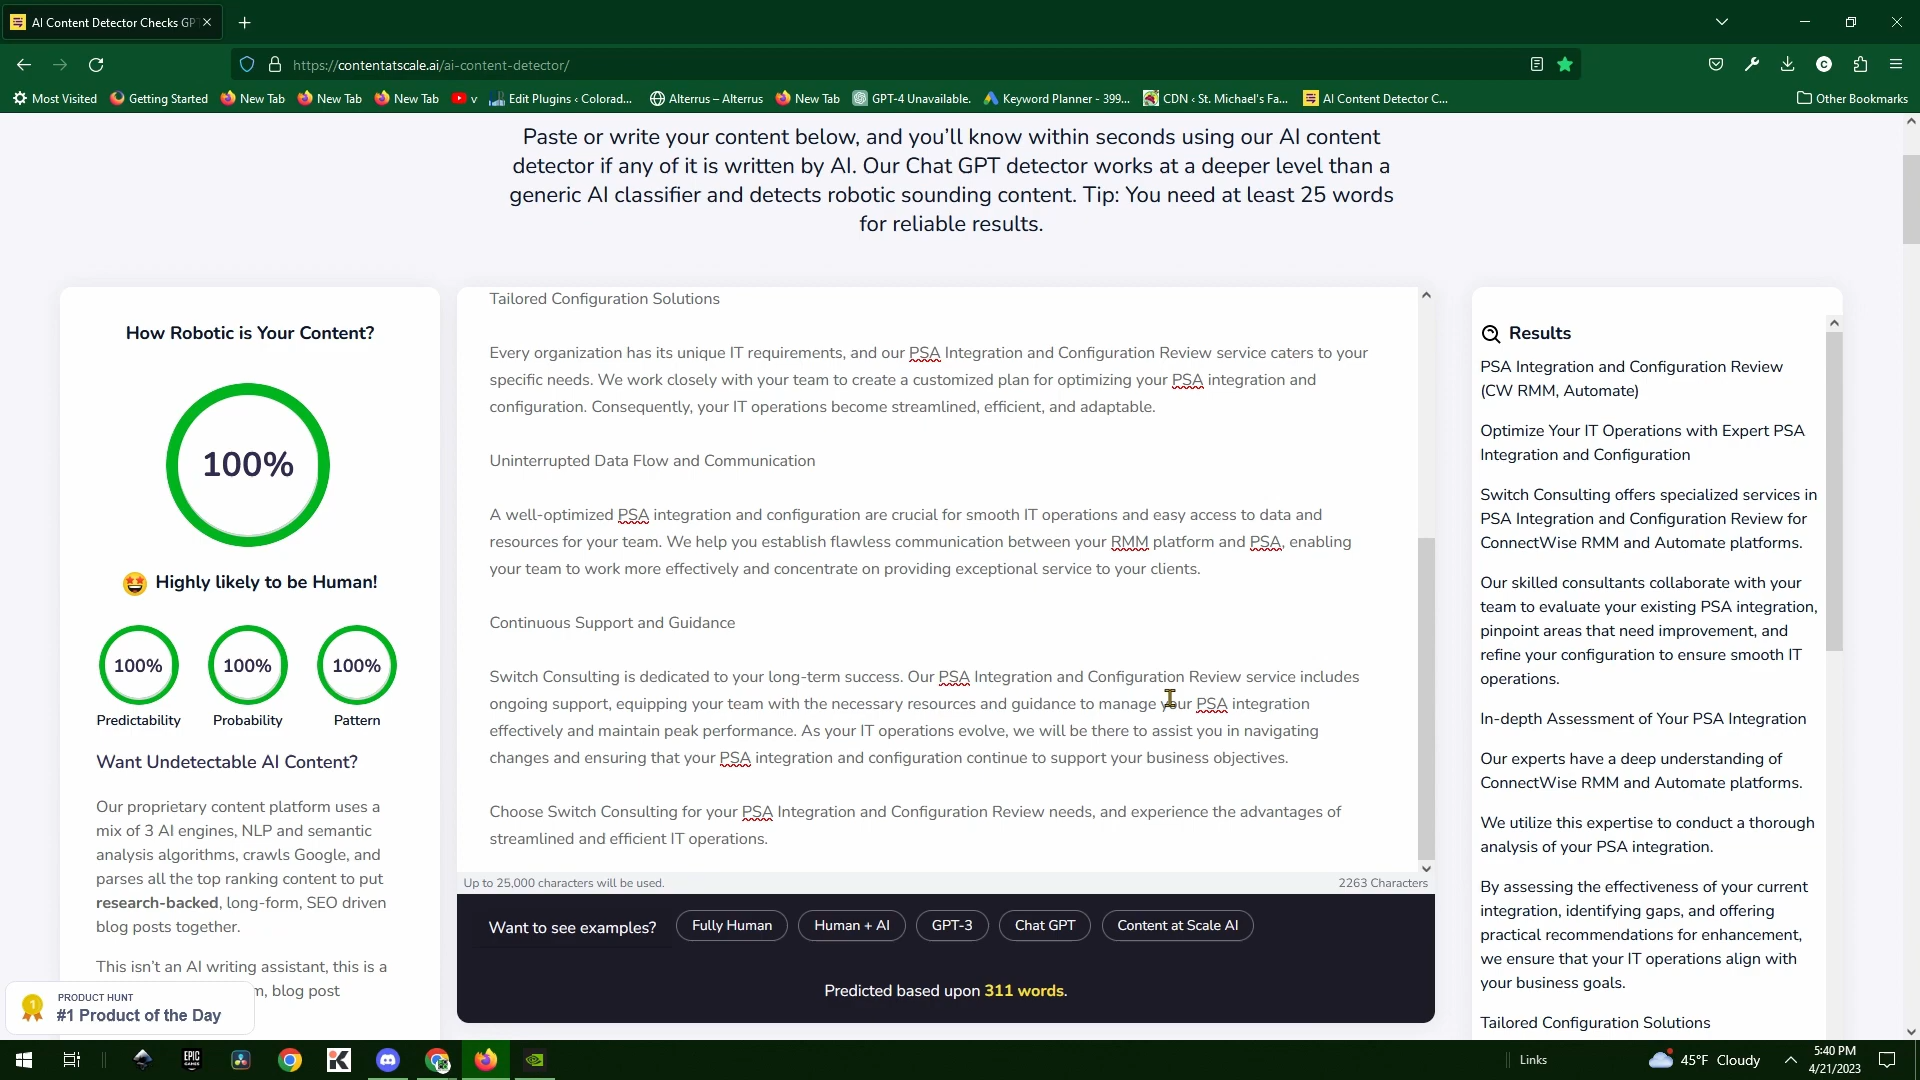 AI Content Detector Checks GP
https://contentatscale.ai/ai-content-detector/
Most Visited
Getting Started
New Tab
New Tab
New Tab
v
Edit Plugins ‹ Colorad...
Alterrus – Alterrus
New Tab
GPT-4 Unavailable.
Keyword Planner - 399...
CDN ‹ St. Michael's Fa...
AI Content Detector C...
Other Bookmarks
Paste or write your content below, and you'll know within seconds using our AI content
detector if any of it is written by AI. Our Chat GPT detector works at a deeper level than a
generic AI classifier and detects robotic sounding content. Tip: You need at least 25 words
for reliable results.
How Robotic is Your Content?
100%
Highly likely to be Human!
100%
100%
100%
Predictability
Probability
Pattern
Want Undetectable AI Content?
Our proprietary content platform uses a
mix of 3 AI engines, NLP and semantic
analysis algorithms, crawls Google, and
parses all the top ranking content to put
research-backed, long-form, SEO driven
blog posts together.
This isn't an AI writing assistant, this is a
m, blog post
PRODUCT HUNT
#1 Product of the Day
Tailored Configuration Solutions
Every organization has its unique IT requirements, and our PSA Integration and Configuration Review service caters to your
specific needs. We work closely with your team to create a customized plan for optimizing your PSA integration and
configuration. Consequently, your IT operations become streamlined, efficient, and adaptable.
Uninterrupted Data Flow and Communication
A well-optimized PSA integration and configuration are crucial for smooth IT operations and easy access to data and
resources for your team. We help you establish flawless communication between your RMM platform and PSA, enabling
your team to work more effectively and concentrate on providing exceptional service to your clients.
Continuous Support and Guidance
Switch Consulting is dedicated to your long-term success. Our PSA Integration and Configuration Review service includes
ongoing support, equipping your team with the necessary resources and guidance to manage your PSA integration
effectively and maintain peak performance. As your IT operations evolve, we will be there to assist you in navigating
changes and ensuring that your PSA integration and configuration continue to support your business objectives.
Choose Switch Consulting for your PSA Integration and Configuration Review needs, and experience the advantages of
streamlined and efficient IT operations.
Up to 25,000 characters will be used.
2263 Characters
Want to see examples?
Fully Human
Human + AI
GPT-3
Chat GPT
Content at Scale AI
Predicted based upon 311 words.
Results
PSA Integration and Configuration Review
(CW RMM, Automate)
Optimize Your IT Operations with Expert PSA
Integration and Configuration
Switch Consulting offers specialized services in
PSA Integration and Configuration Review for
ConnectWise RMM and Automate platforms.
Our skilled consultants collaborate with your
team to evaluate your existing PSA integration,
pinpoint areas that need improvement, and
refine your configuration to ensure smooth IT
operations.
In-depth Assessment of Your PSA Integration
Our experts have a deep understanding of
ConnectWise RMM and Automate platforms.
We utilize this expertise to conduct a thorough
analysis of your PSA integration.
By assessing the effectiveness of your current
integration, identifying gaps, and offering
practical recommendations for enhancement,
we ensure that your IT operations align with
your business goals.
Tailored Configuration Solutions
EPIC
GAMES
Links
45°F Cloudy
5:40 PM
4/21/2023